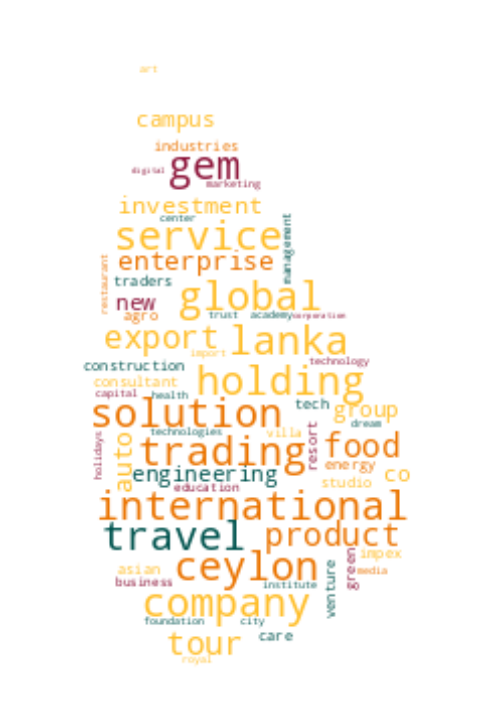 art
campus
industries
digital gem
marketing
investment
center
service
management
enterprise
restaurant
traders
new global
agro trust academy corporation
export lanka
import
construction technology
consultant holding
capital health
solution tech group
dream
technologies villa
holidays auto trading resort food
engineering energy co
education studio
international
travel product
ceylon impex
asian green media
business institute venture
company
foundation city
tour care
royal